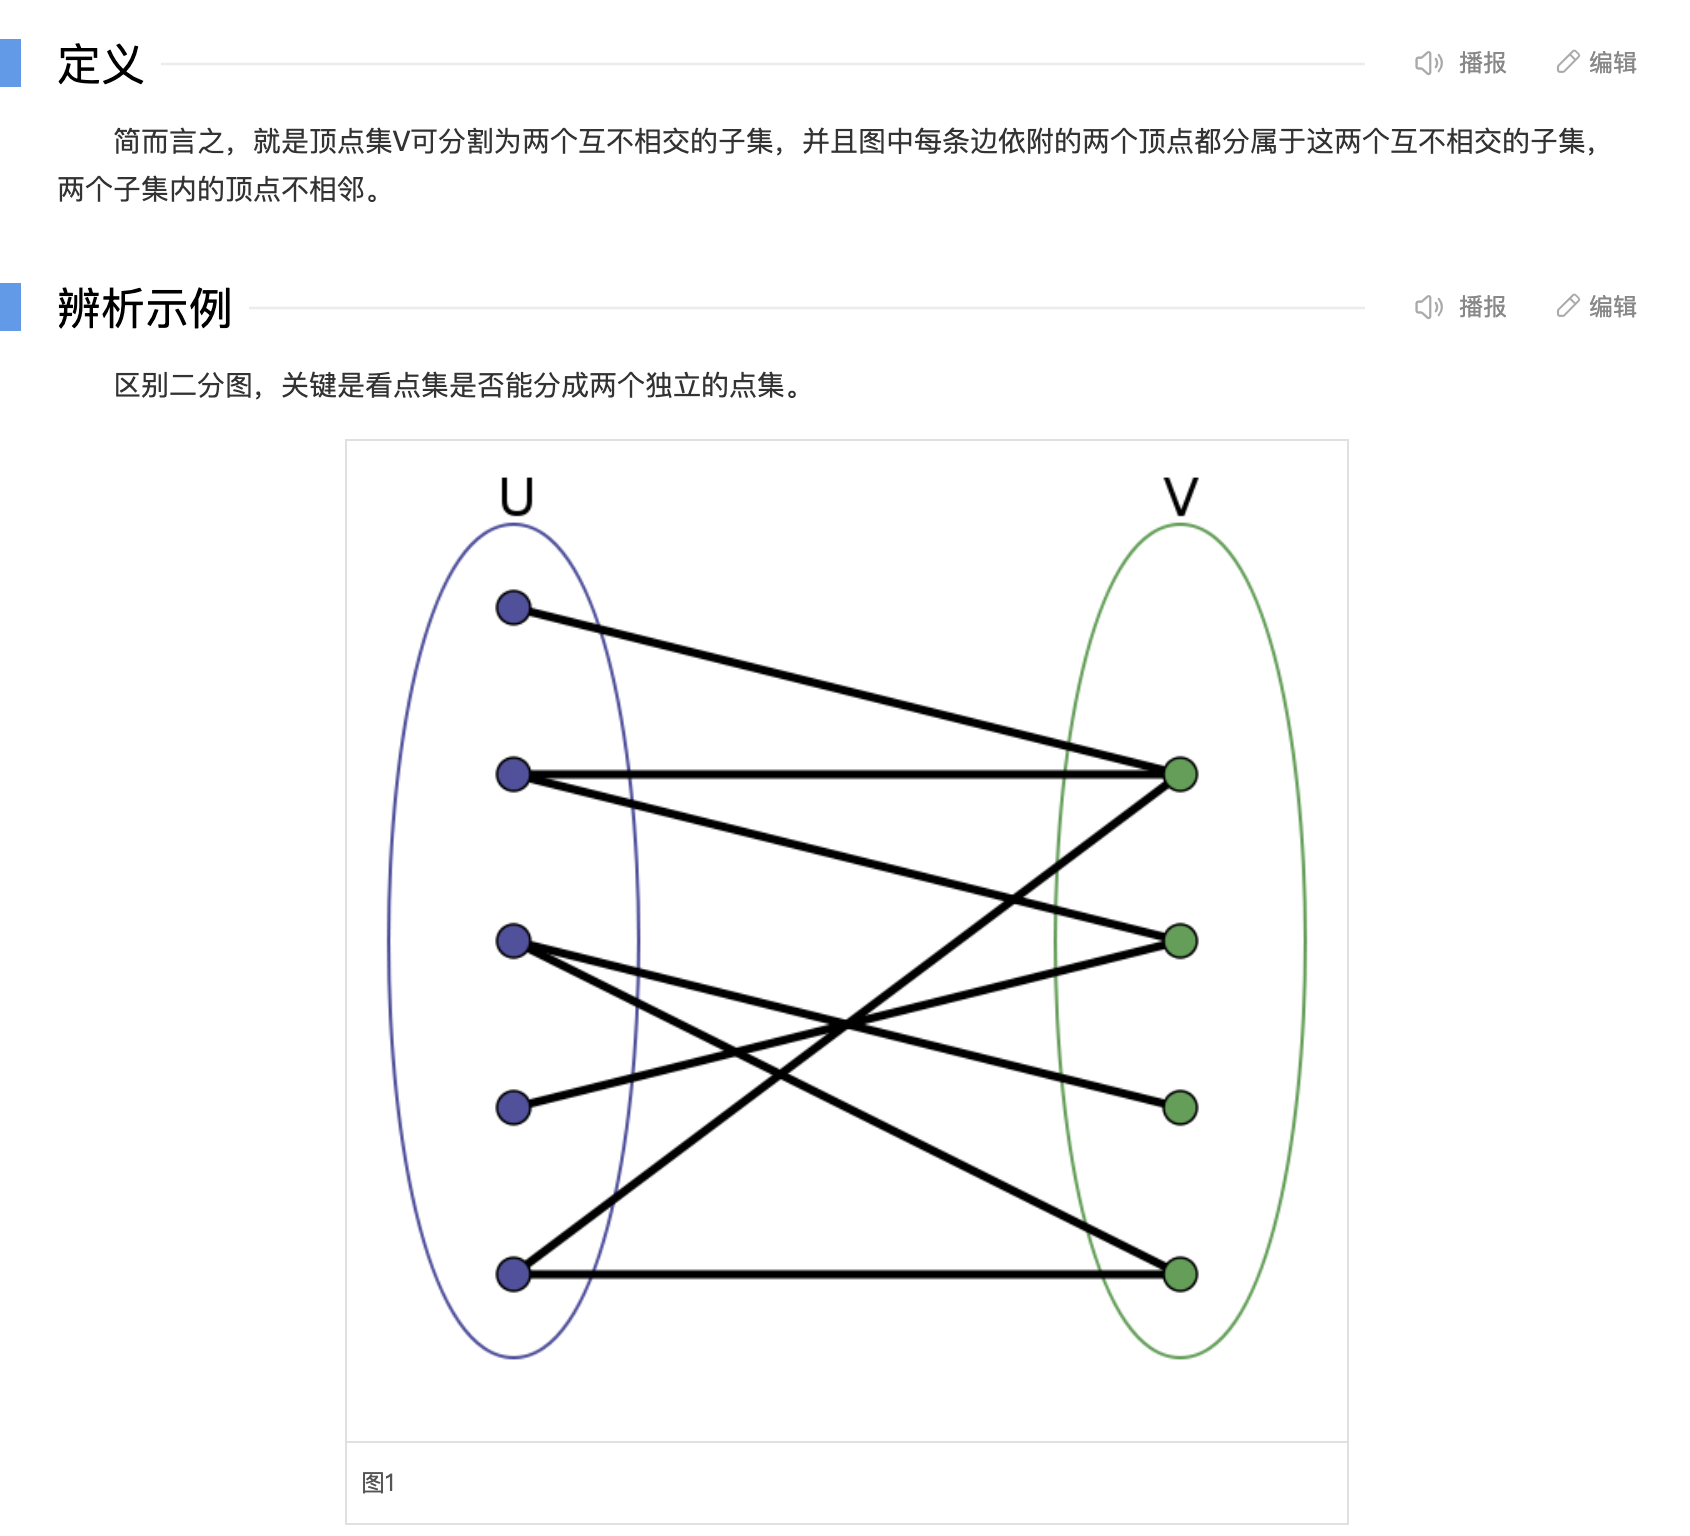 定义
播报 编辑
简而言之，就是顶点集V可分割为两个互不相交的子集，并且图中每条边依附的两个顶点都分属于这两个互不相交的子集，
两个子集内的顶点不相邻。
辨析示例
播报 编辑
区别二分图，关键是看点集是否能分成两个独立的点集。
U V
图1